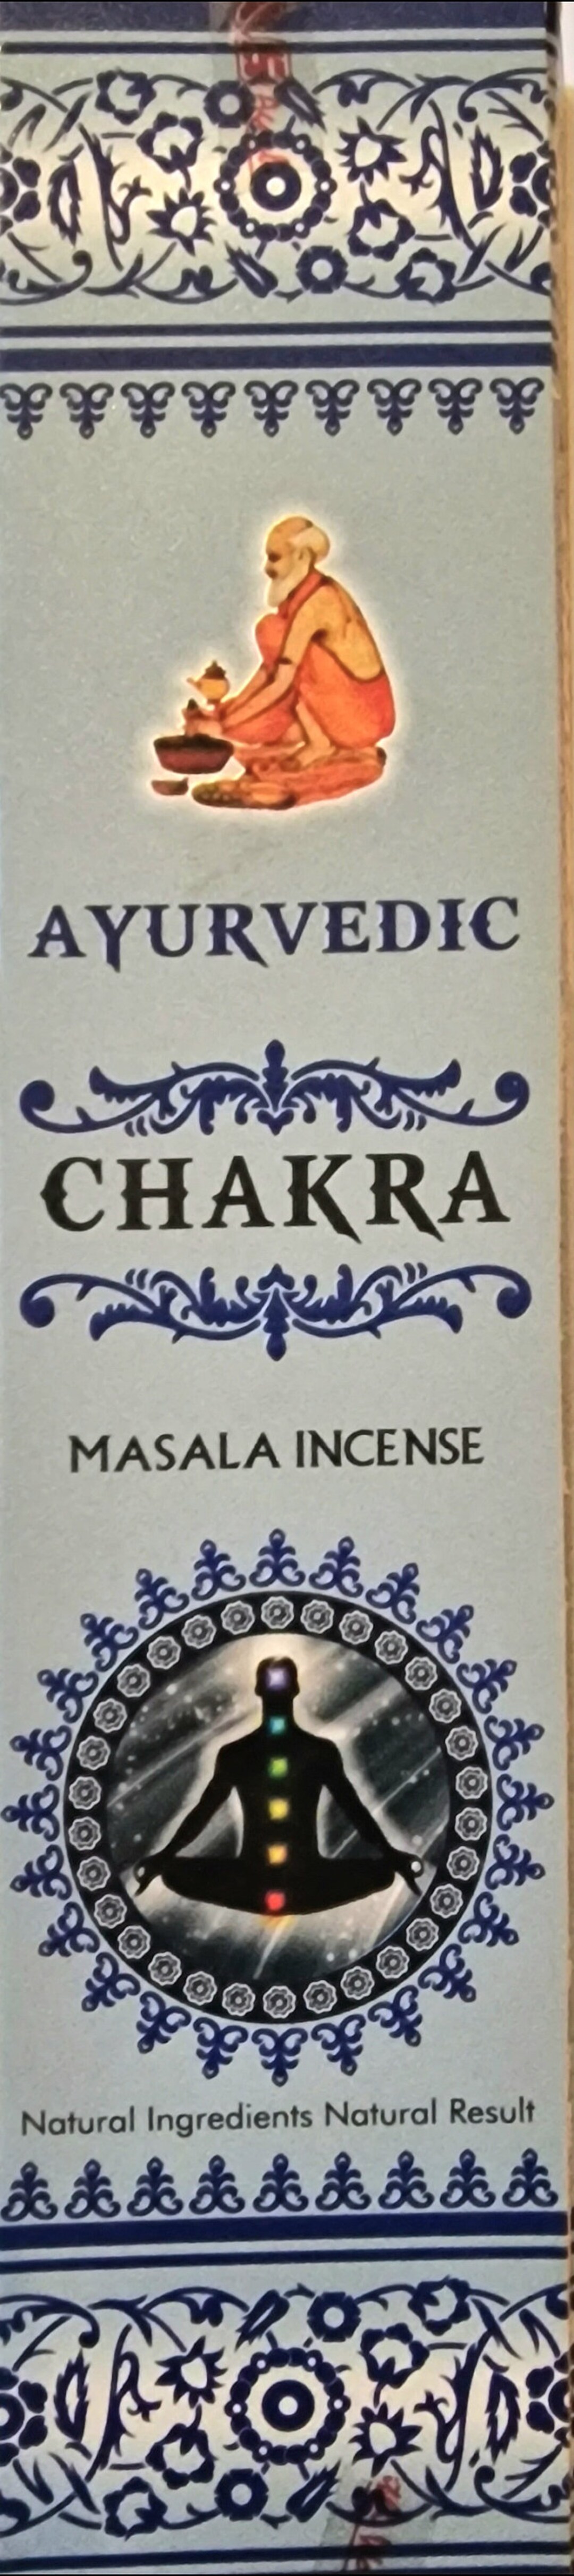 AYURVEDIC
CHAKRA
MASALA INCENSE
Natural Ingredients Natural Result